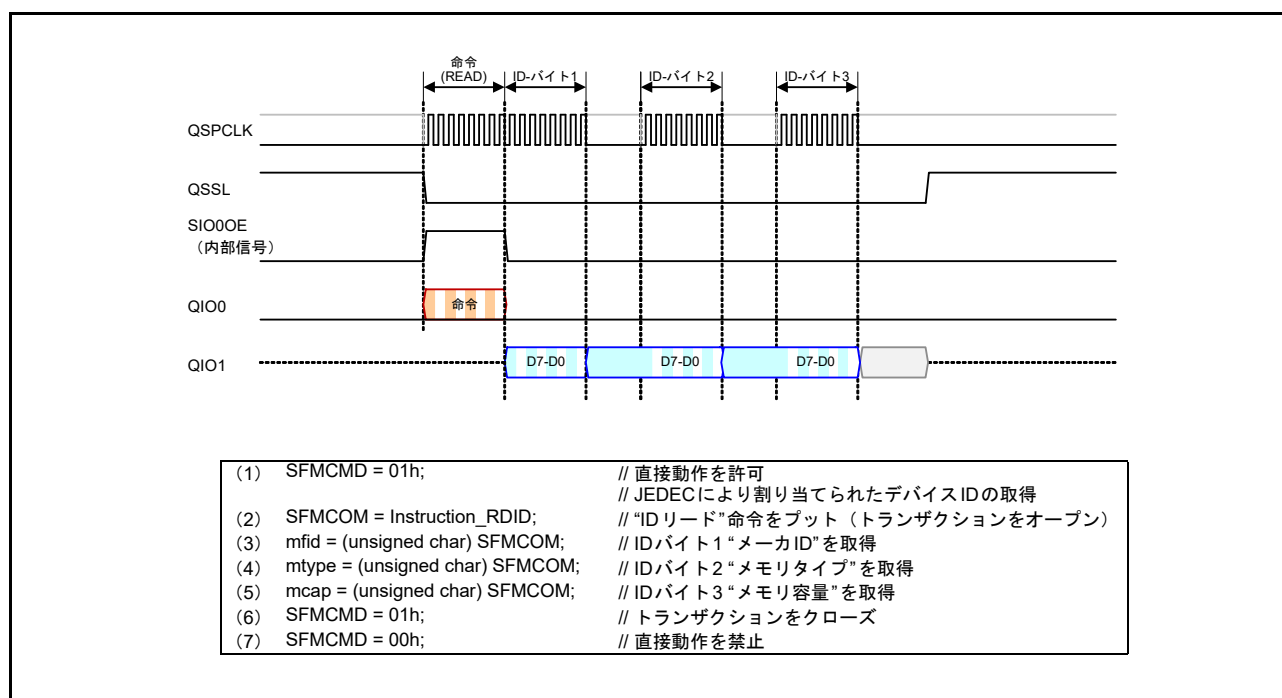 命令
(READ)
ID-バイト1
ID-バイト2
ID-バイト3
QSPCLK
QSSL
SIO0OE
（内部信号）
QIO0
命令
QIO1
D7-D0
D7-D0
D7-D0
（1） SFMCMD = 01h; // 直接動作を許可
// JEDECにより割り当てられたデバイスIDの取得
（2） SFMCOM = Instruction_RDID; // “IDリード”命令をプット（トランザクションをオープン）
（3） mfid = (unsigned char) SFMCOM; // IDバイト1 “メーカID”を取得
（4） mtype = (unsigned char) SFMCOM; // IDバイト2 “メモリタイプ”を取得
（5） mcap = (unsigned char) SFMCOM; // IDバイト3 “メモリ容量”を取得
（6） SFMCMD = 01h; // トランザクションをクローズ
（7） SFMCMD = 00h; // 直接動作を禁止